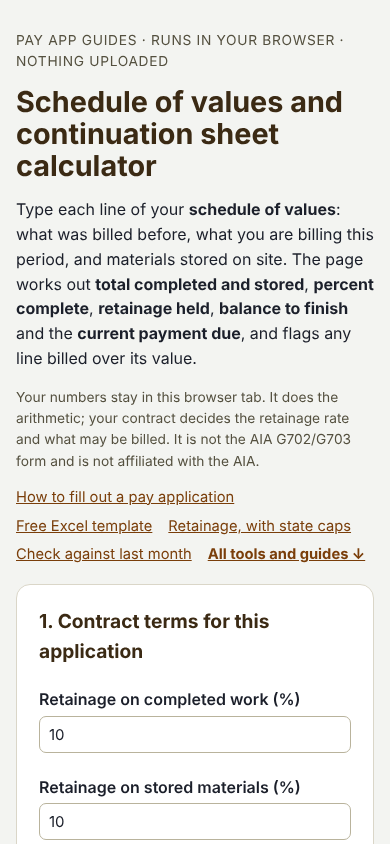 PAY APP GUIDES · RUNS IN YOUR BROWSER ·
NOTHING UPLOADED
Schedule of values and
continuation sheet
calculator
Type each line of your schedule of values:
what was billed before, what you are billing this
period, and materials stored on site. The page
works out total completed and stored, percent
complete, retainage held, balance to finish
and the current payment due, and flags any
line billed over its value.
Your numbers stay in this browser tab. It does the
arithmetic; your contract decides the retainage rate
and what may be billed. It is not the AIA G702/G703
form and is not affiliated with the AIA.
How to fill out a pay application
Free Excel template Retainage, with state caps
Check against last month All tools and guides ↓
1. Contract terms for this
application
Retainage on completed work (%)
10
Retainage on stored materials (%)
10